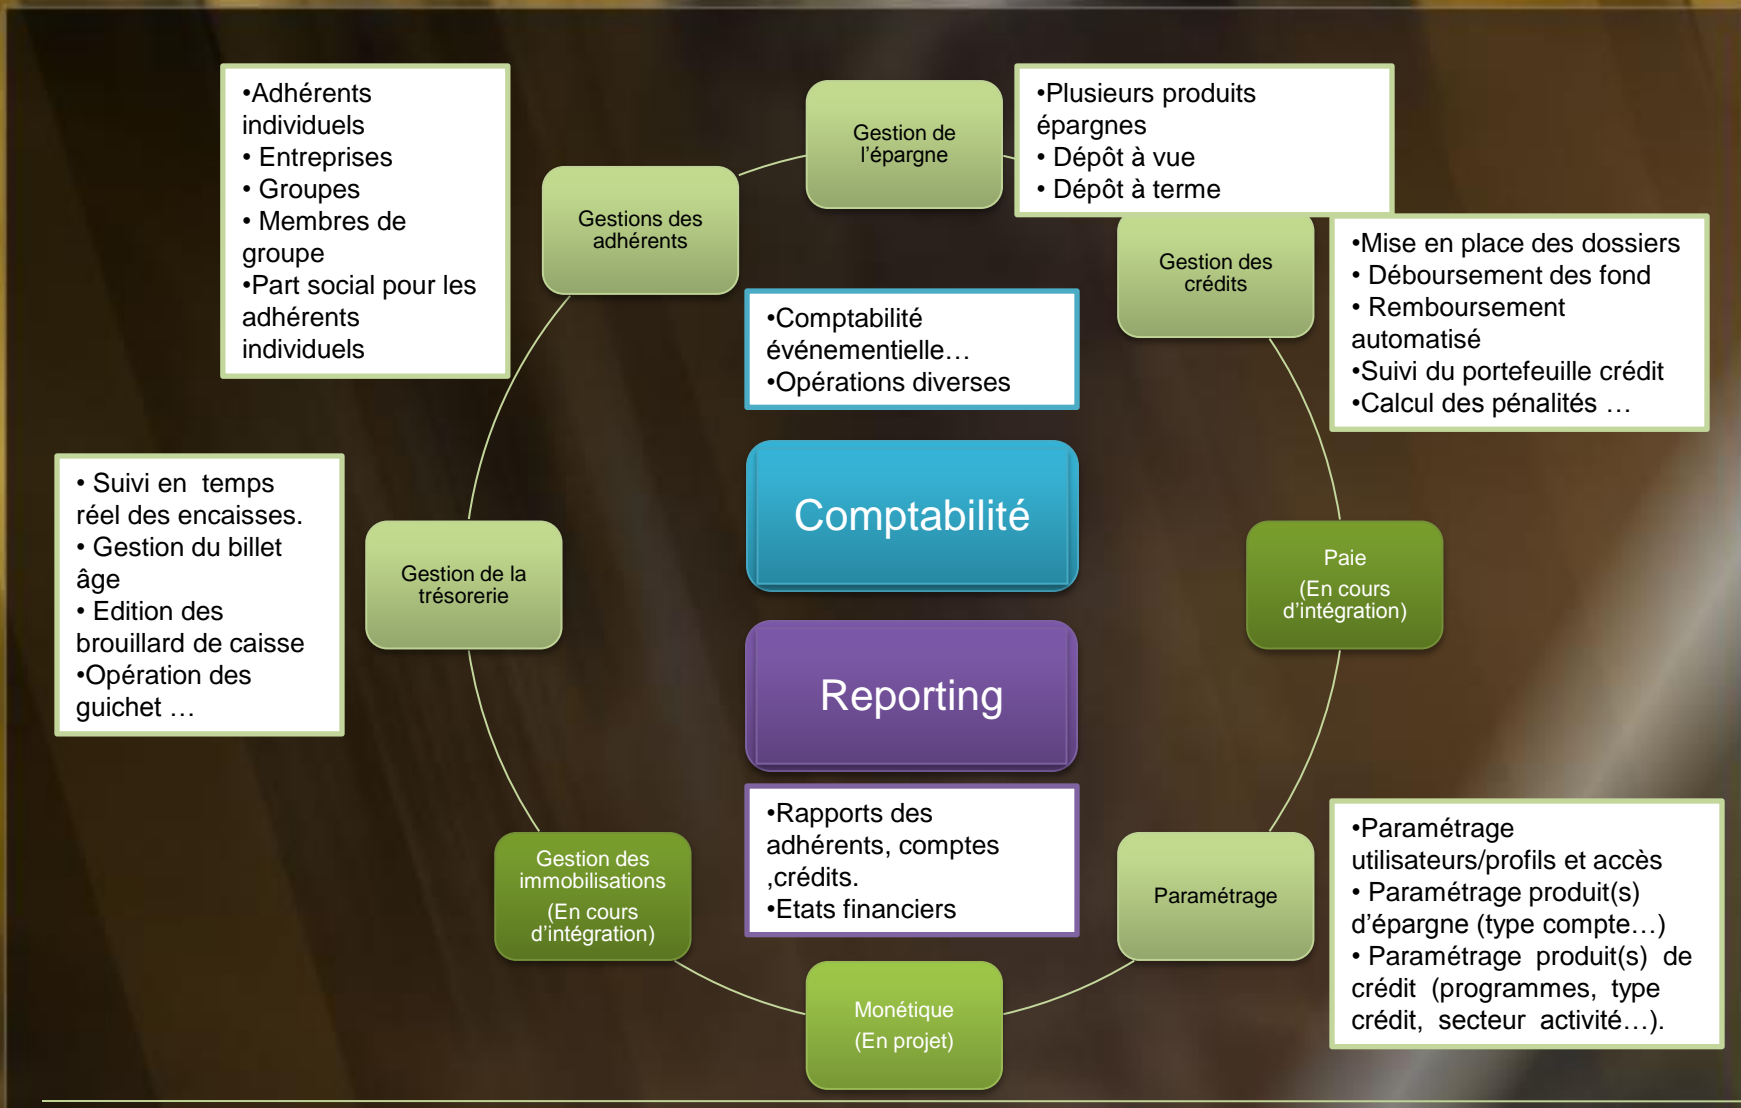 •Adhérents
individuels
• Entreprises
• Groupes
• Membres de
groupe
•Part social pour les
adhérents
individuels
Gestions des
adhérents
Gestion de
l’épargne
•Plusieurs produits
épargnes
• Dépôt à vue
• Dépôt à terme
Gestion des
crédits
•Mise en place des dossiers
• Déboursement des fond
• Remboursement
automatisé
•Suivi du portefeuille crédit
•Calcul des pénalités …
•Comptabilité
événementielle…
•Opérations diverses
Comptabilité
• Suivi en temps
réel des encaisses.
• Gestion du billet
âge
• Edition des
brouillard de caisse
•Opération des
guichet …
Gestion de la
trésorerie
Paie
(En cours
d’intégration)
Reporting
•Rapports des
adhérents, comptes
,crédits.
•Etats financiers
Gestion des
immobilisations
(En cours
d’intégration)
Monétique
(En projet)
Paramétrage
•Paramétrage
utilisateurs/profils et accès
• Paramétrage produit(s)
d’épargne (type compte…)
• Paramétrage produit(s) de
crédit (programmes, type
crédit, secteur activité…).